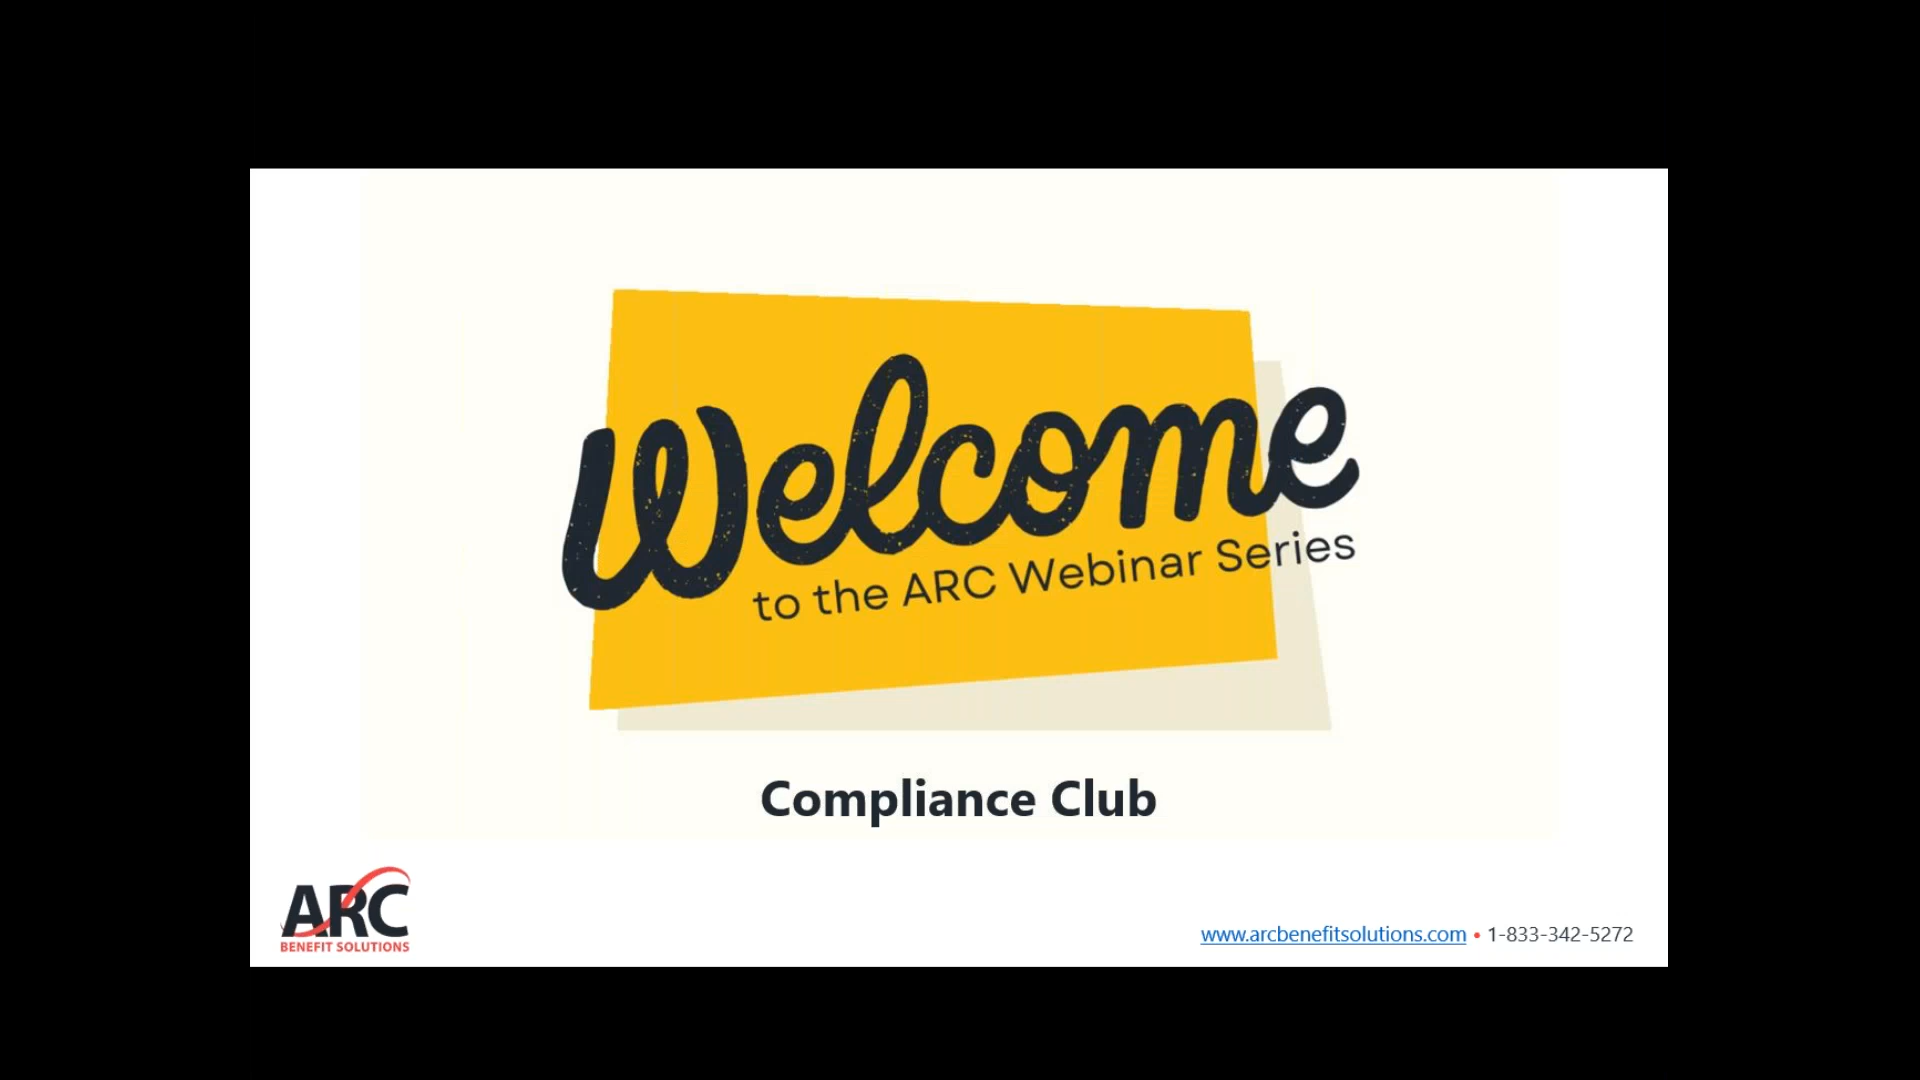 Welcome
to the ARC Webinar Series
Compliance Club
ARC
BENEFIT SOLUTIONS
www.arcbenefitsolutions.com • 1-833-342-5272